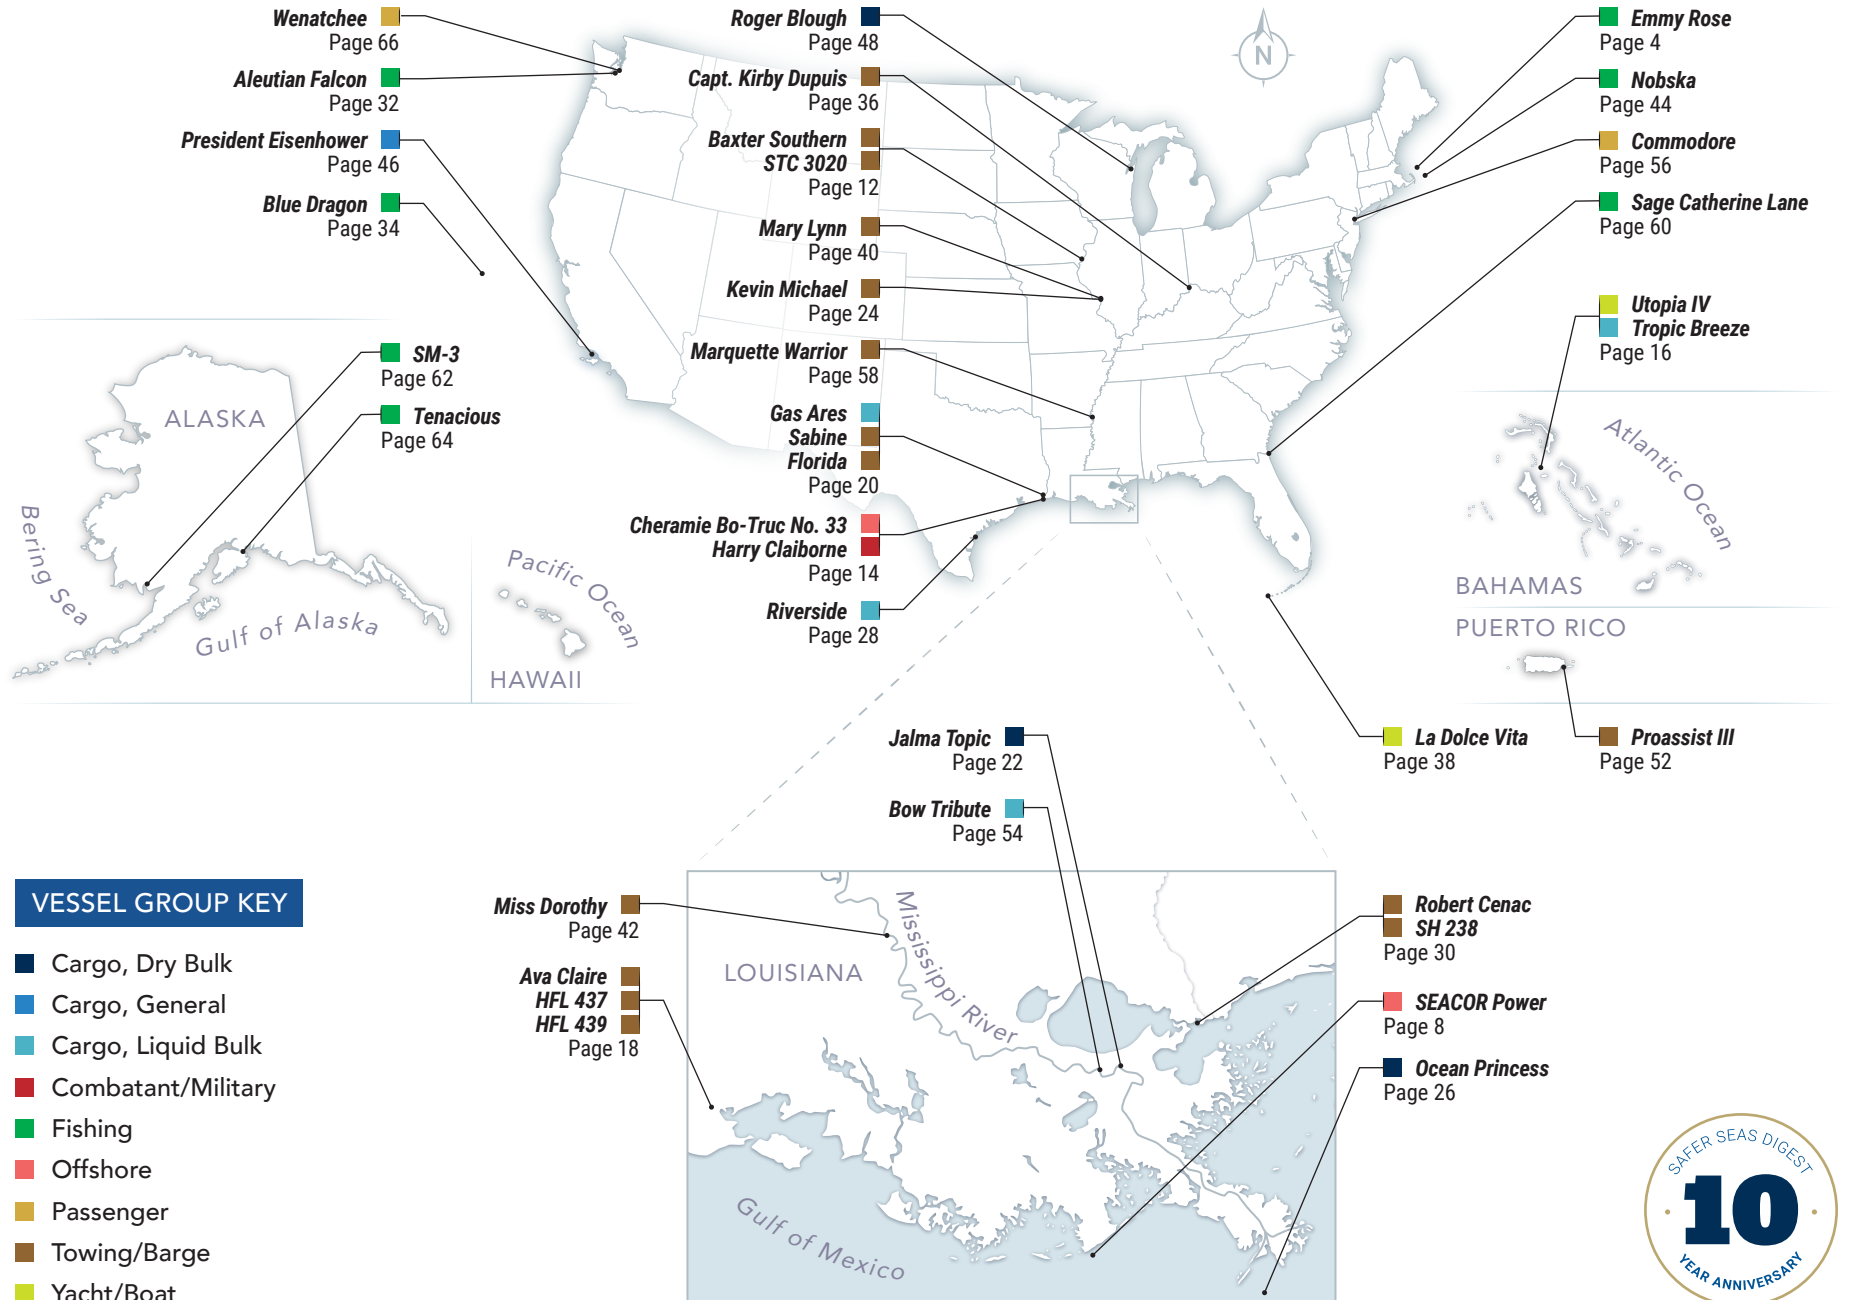 Wenatchee
Page 66
Aleutian Falcon
Page 32
President Eisenhower
Page 46
Blue Dragon
Page 34
Roger Blough
Page 48
Capt. Kirby Dupuis
Page 36
Baxter Southern
STC 3020
Page 12
Mary Lynn
Page 40
Kevin Michael
Page 24
Marquette Warrior
Page 58
Gas Ares
Sabine
Florida
Page 20
Cheramie Bo-Truc No. 33
Harry Claiborne
Page 14
Riverside
Page 28
N
Emmy Rose
Page 4
Nobska
Page 44
Commodore
Page 56
Sage Catherine Lane
Page 60
Utopia IV
Tropic Breeze
Page 16
SM-3
Page 62
Tenacious
Page 64
ALASKA
Bering Sea
Gulf of Alaska
Pacific Ocean
HAWAII
Atlantic Ocean
BAHAMAS
PUERTO RICO
La Dolce Vita
Page 38
Proassist III
Page 52
Jalma Topic
Page 22
Bow Tribute
Page 54
Miss Dorothy
Page 42
Ava Claire
HFL 437
HFL 439
Page 18
LOUISIANA
Mississippi River
Gulf of Mexico
Robert Cenac
SH 238
Page 30
SEACOR Power
Page 8
Ocean Princess
Page 26
VESSEL GROUP KEY
Cargo, Dry Bulk
Cargo, General
Cargo, Liquid Bulk
Combatant/Military
Fishing
Offshore
Passenger
Towing/Barge
Yacht/Boat
SAFER SEAS DIGEST
10
YEAR ANNIVERSARY